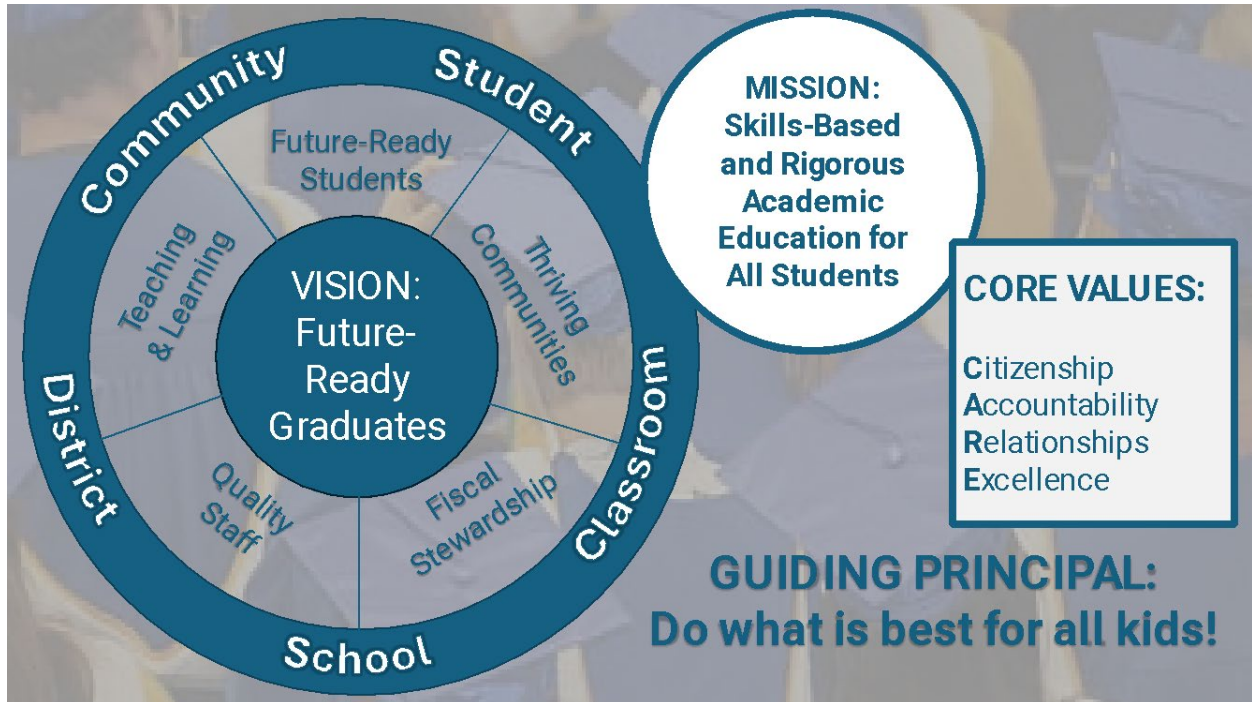 Community
Student
Classroom
School
District
Future-Ready
Students
Thriving
Communities
Fiscal
Stewardship
Quality
Staff
Teaching
& Learning
VISION:
Future-
Ready
Graduates
MISSION:
Skills-Based
and Rigorous
Academic
Education for
All Students
CORE VALUES:
Citizenship
Accountability
Relationships
Excellence
GUIDING PRINCIPAL:
Do what is best for all kids!